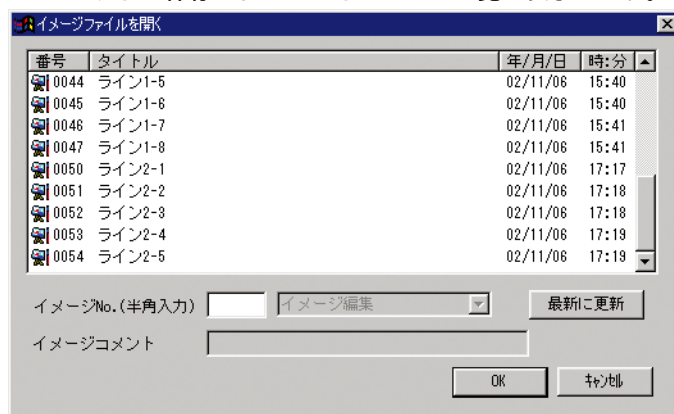 イメージファイルを開く
番号 タイトル 年/月/日 時:分
0044 ライン1-5 02/11/06 15:40
0045 ライン1-6 02/11/06 15:40
0046 ライン1-7 02/11/06 15:41
0047 ライン1-8 02/11/06 15:41
0050 ライン2-1 02/11/06 17:17
0051 ライン2-2 02/11/06 17:18
0052 ライン2-3 02/11/06 17:18
0053 ライン2-4 02/11/06 17:19
0054 ライン2-5 02/11/06 17:19
イメージNo.(半角入力) イメージ編集 最新に更新
イメージコメント
OK ｷｬﾝｾﾙ